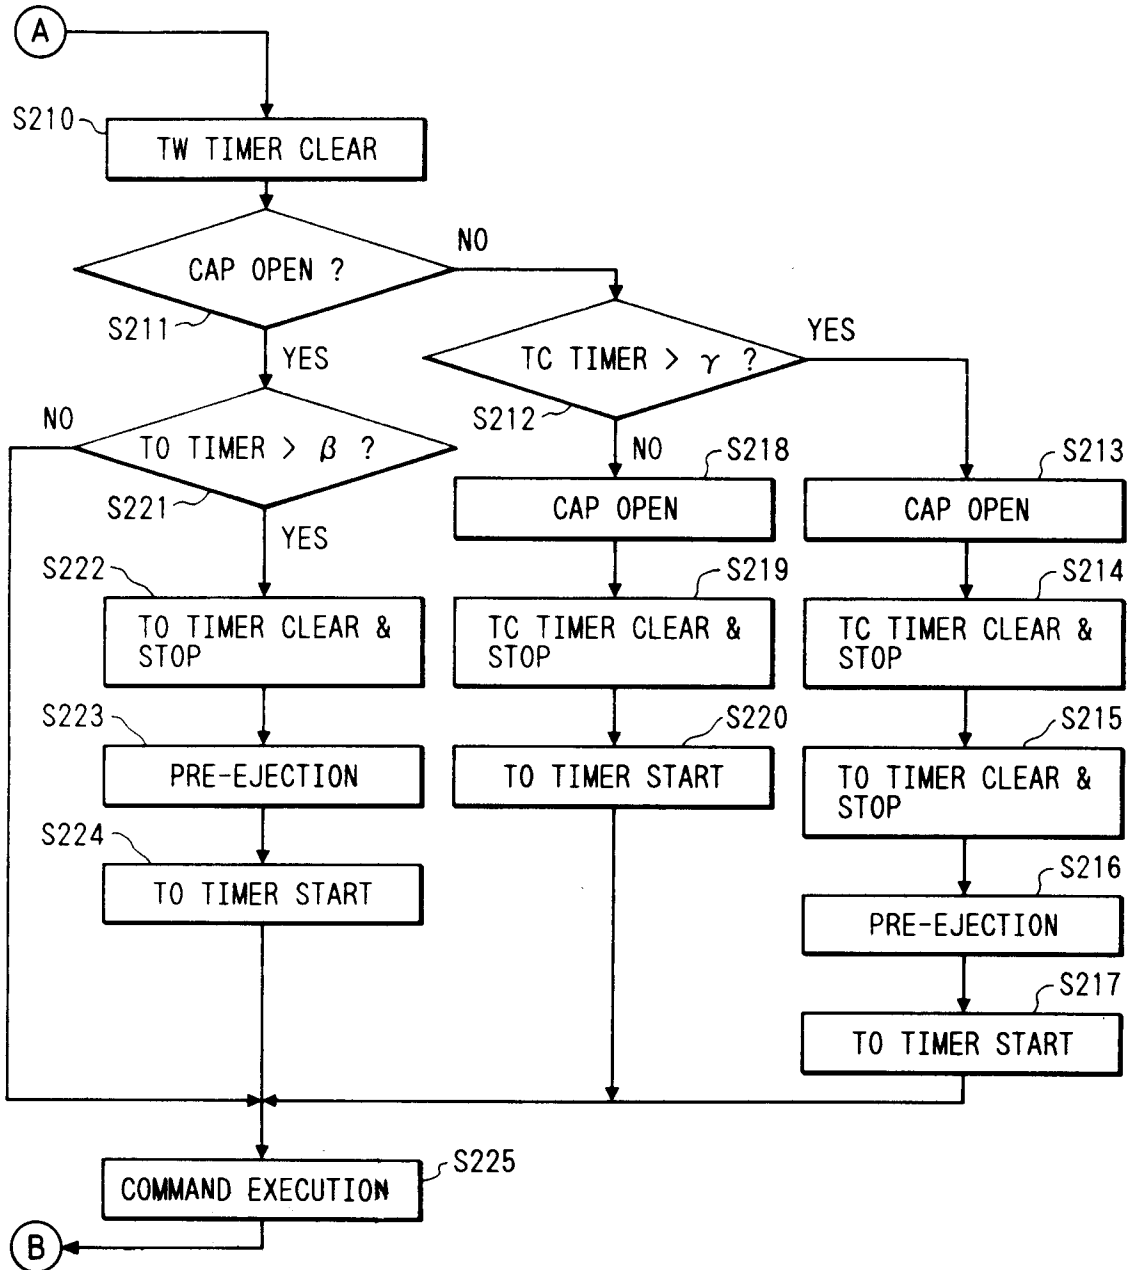 A
S210
TW TIMER CLEAR
NO
CAP OPEN ?
S211
YES
YES
TC TIMER > γ ?
S212
NO
NO
TO TIMER > β ?
S221
YES
S218
CAP OPEN
S213
CAP OPEN
S222
TO TIMER CLEAR &
STOP
S219
TC TIMER CLEAR &
STOP
S214
TC TIMER CLEAR &
STOP
S223
PRE-EJECTION
S220
TO TIMER START
S215
TO TIMER CLEAR &
STOP
S224
TO TIMER START
S216
PRE-EJECTION
S217
TO TIMER START
S225
COMMAND EXECUTION
B